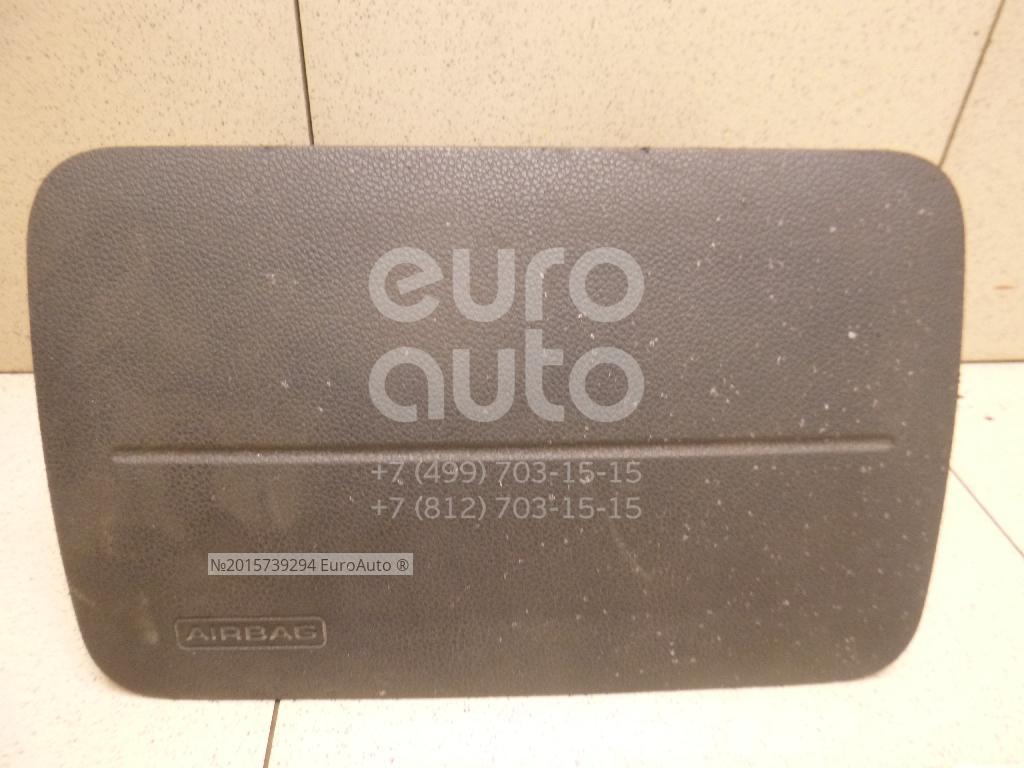 euro
auto
+7 (499) 703-15-15
+7 (812) 703-15-15
№2015739294 EuroAuto ®
AIRBAG